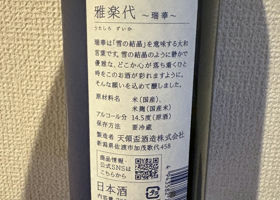 雅楽代 〜瑞華〜
うたしろ ずいか
瑞華は「雪の結晶」を意味する大和
言葉です。雪の結晶のように静かで
優雅な、どこか心が落ち着くひと
時をこのお酒が彩れますように。
そんな願いを込めて醸しました。
原材料名 米(国産)、
米麹(国産米)
アルコール分 14.5度(原酒)
保存方法 要冷蔵
製造者 天領盃酒造株式会社
新潟県佐渡市加茂歌代458
商品情報
公式SNSは
こちらから
日本酒
内容量